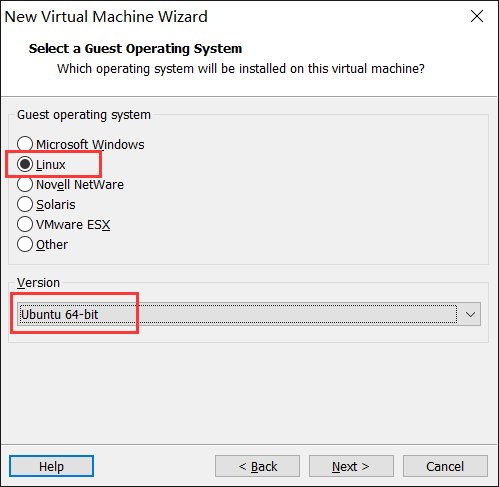 New Virtual Machine Wizard
Select a Guest Operating System
Which operating system will be installed on this virtual machine?
Guest operating system
Microsoft Windows
Linux
Novell NetWare
Solaris
VMware ESX
Other
Version
Ubuntu 64-bit
Help
< Back
Next >
Cancel